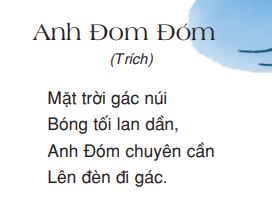 Anh Đom Đóm
(Trích)
Mặt trời gác núi
Bóng tối lan dần,
Anh Đóm chuyên cần
Lên đèn đi gác.